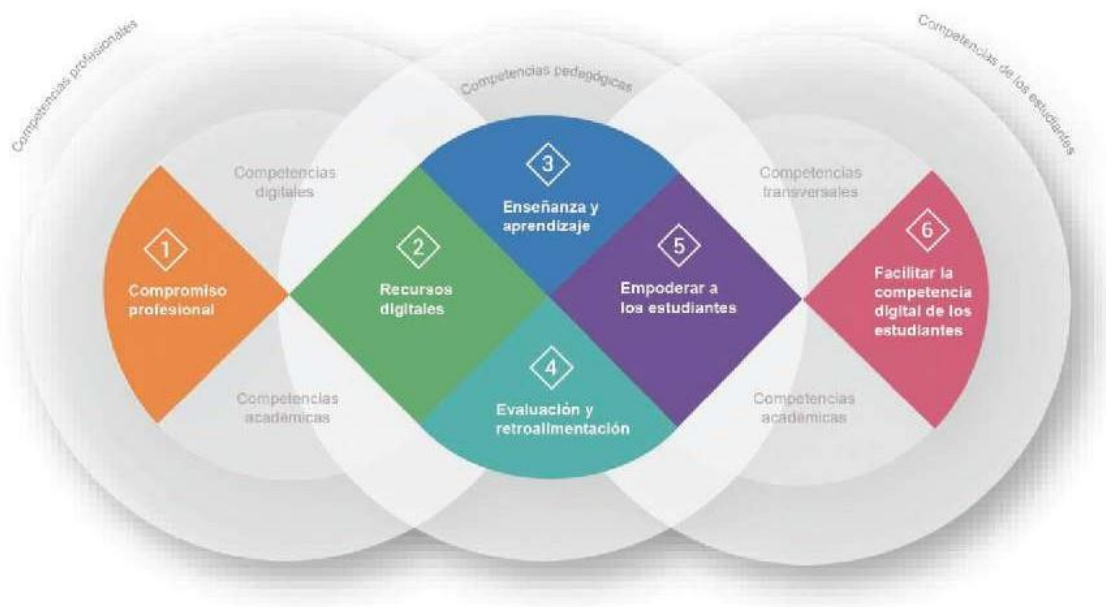 Competencias profesionales
Competencias pedagógicas
Competencias de los estudiantes
Competencias
digitales
Competencias
transversales
1
Compromiso
profesional
2
Recursos
digitales
3
Enseñanza y
aprendizaje
4
Evaluación y
retroalimentación
5
Empoderar a
los estudiantes
6
Facilitar la
competencia
digital de los
estudiantes
Competencias
académicas
Competencias
académicas